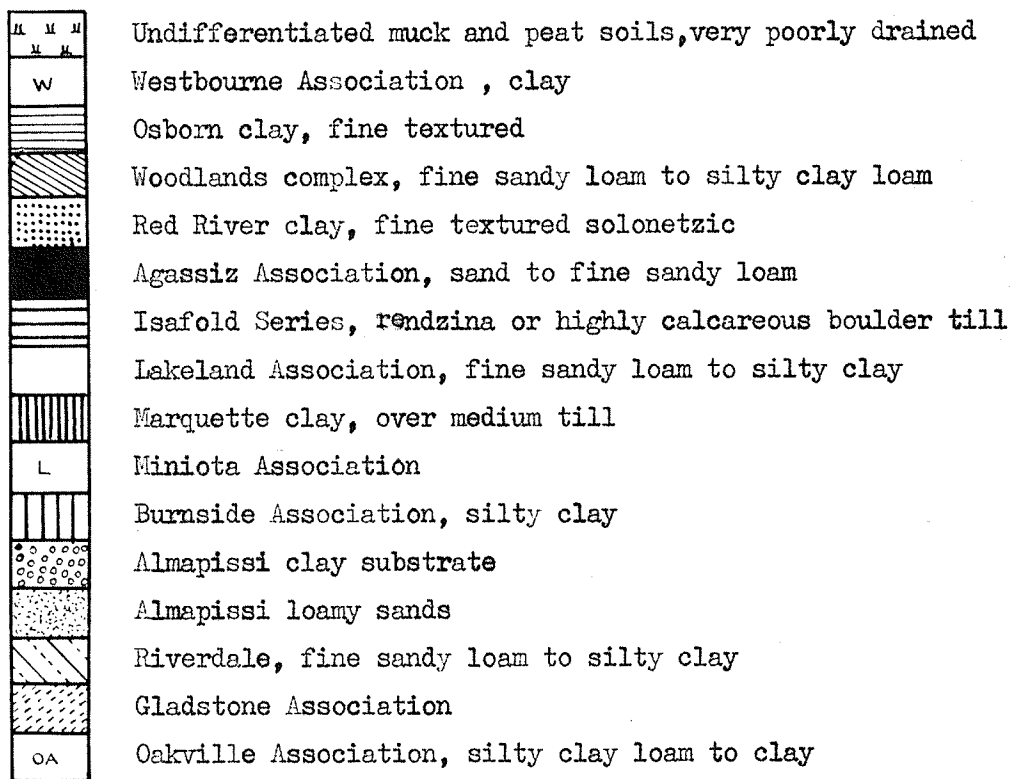 Undifferentiated muck and peat soils,very poorly drained
W Westbourne Association , clay
Osborn clay, fine textured
Woodlands complex, fine sandy loam to silty clay loam
Red River clay, fine textured solonetzic
Agassiz Association, sand to fine sandy loam
Isafold Series, rendzina or highly calcareous boulder till
Lakeland Association, fine sandy loam to silty clay
Marquette clay, over medium till
L Miniota Association
Burnside Association, silty clay
Almapissi clay substrate
Almapissi loamy sands
Riverdale, fine sandy loam to silty clay
Gladstone Association
OA Oakville Association, silty clay loam to clay